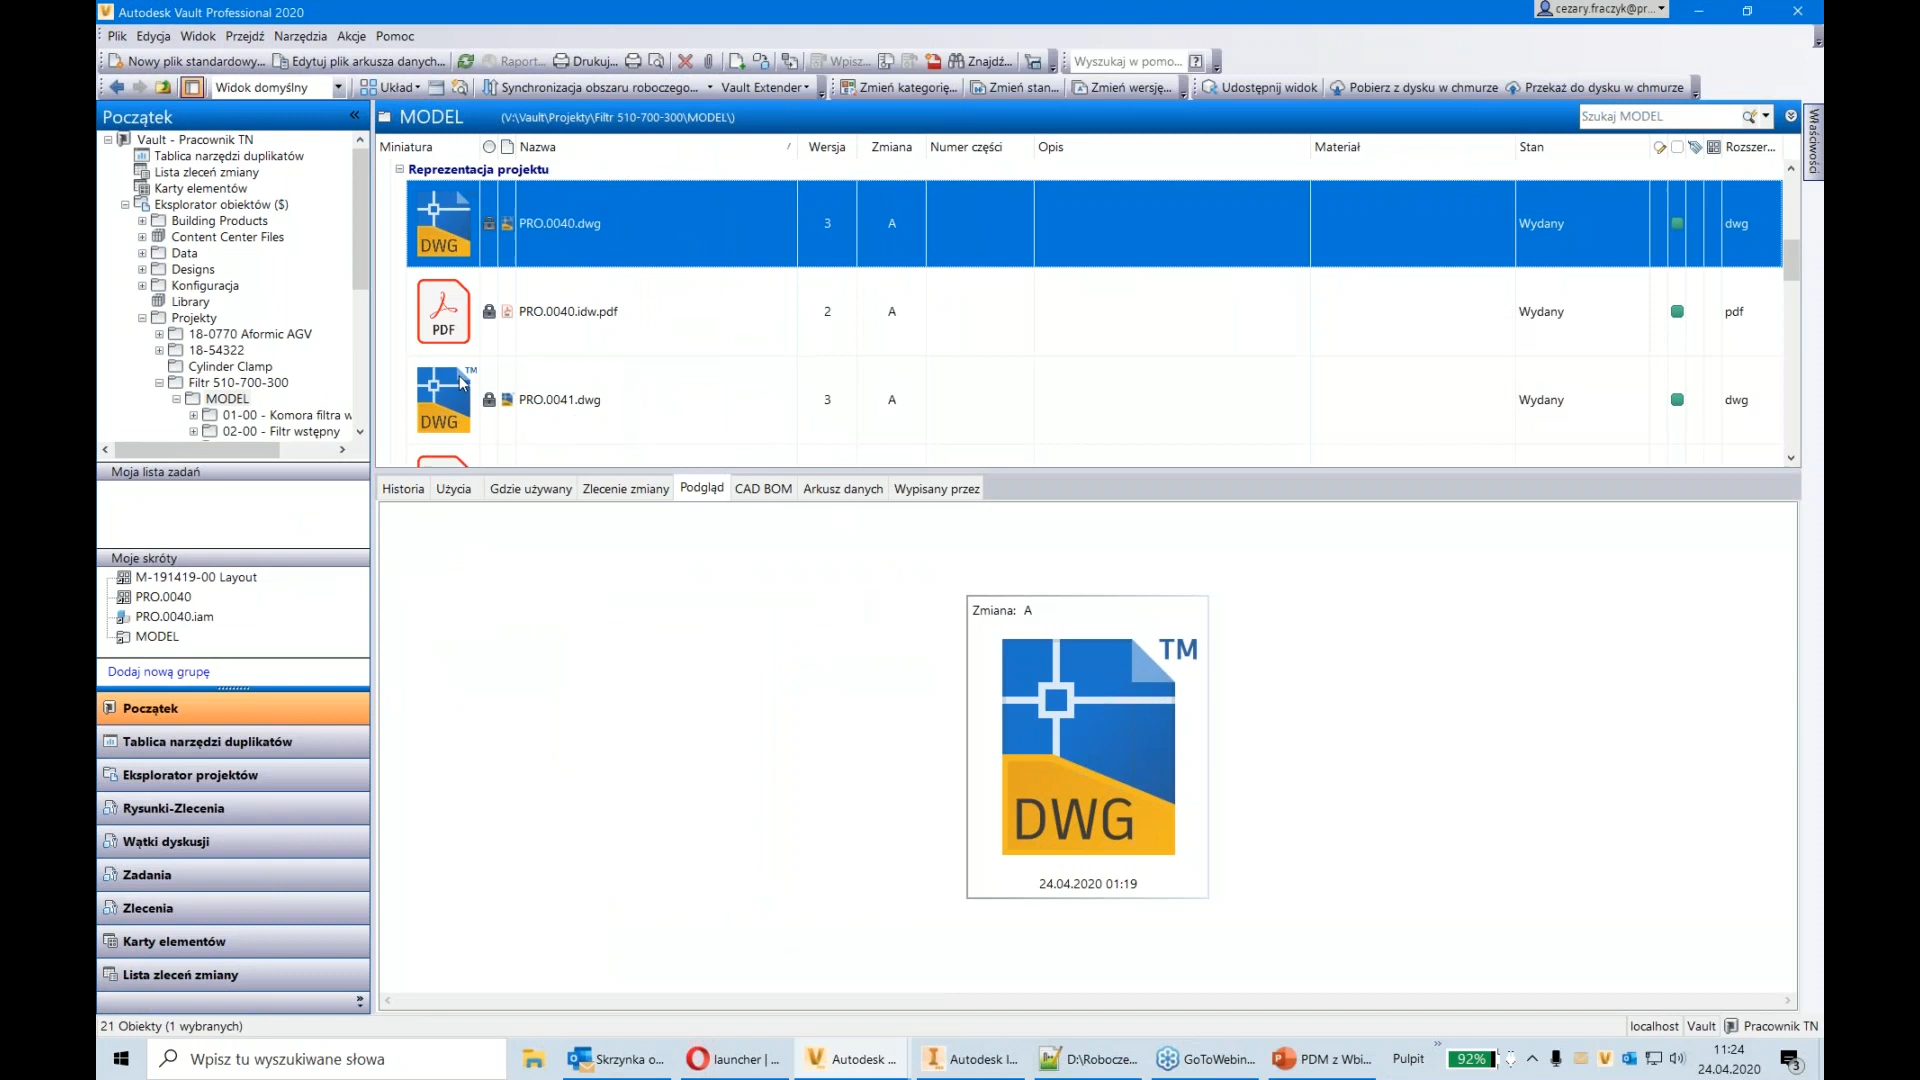 Autodesk Vault Professional 2020
cezary.fraczyk@pr...
Plik Edycja Widok Przejdź Narzędzia Akcje Pomoc
Nowy plik standardowy... Edytuj plik arkusza danych... Raport... Drukuj... Wpisz... Znajdź... Wyszukaj w pomo...
Widok domyślny Układ Synchronizacja obszaru roboczego... Vault Extender Zmień kategorię... Zmień stan... Zmień wersję... Udostępnij widok Pobierz z dysku w chmurze Przekaż do dysku w chmurze
Początek
MODEL (V:\Vault\Projekty\Filtr 510-700-300\MODEL\)
Szukaj MODEL
Właściwości
Vault - Pracownik TN
Tablica narzędzi duplikatów
Lista zleceń zmiany
Karty elementów
Eksplorator obiektów ($)
Building Products
Content Center Files
Data
Designs
Konfiguracja
Library
Projekty
18-0770 Aformic AGV
18-54322
Cylinder Clamp
Filtr 510-700-300
MODEL
01-00 - Komora filtra w
02-00 - Filtr wstępny
Miniatura Nazwa Wersja Zmiana Numer części Opis Materiał Stan Rozszer...
Reprezentacja projektu
DWG PRO.0040.dwg 3 A Wydany dwg
PDF PRO.0040.idw.pdf 2 A Wydany pdf
TM
DWG PRO.0041.dwg 3 A Wydany dwg
Moja lista zadań
Moje skróty
M-191419-00 Layout
PRO.0040
PRO.0040.iam
MODEL
Dodaj nową grupę
Początek
Tablica narzędzi duplikatów
Eksplorator projektów
Rysunki-Zlecenia
Wątki dyskusji
Zadania
Zlecenia
Karty elementów
Lista zleceń zmiany
Historia Użycia Gdzie używany Zlecenie zmiany Podgląd CAD BOM Arkusz danych Wypisany przez
Zmiana: A
TM
DWG
24.04.2020 01:19
21 Obiekty (1 wybranych)
localhost Vault Pracownik TN
Wpisz tu wyszukiwane słowa
Skrzynka o... launcher | ... Autodesk ... Autodesk I... D:\Robocze... GoToWebin... PDM z Wbi... Pulpit 92%
11:24
24.04.2020
3